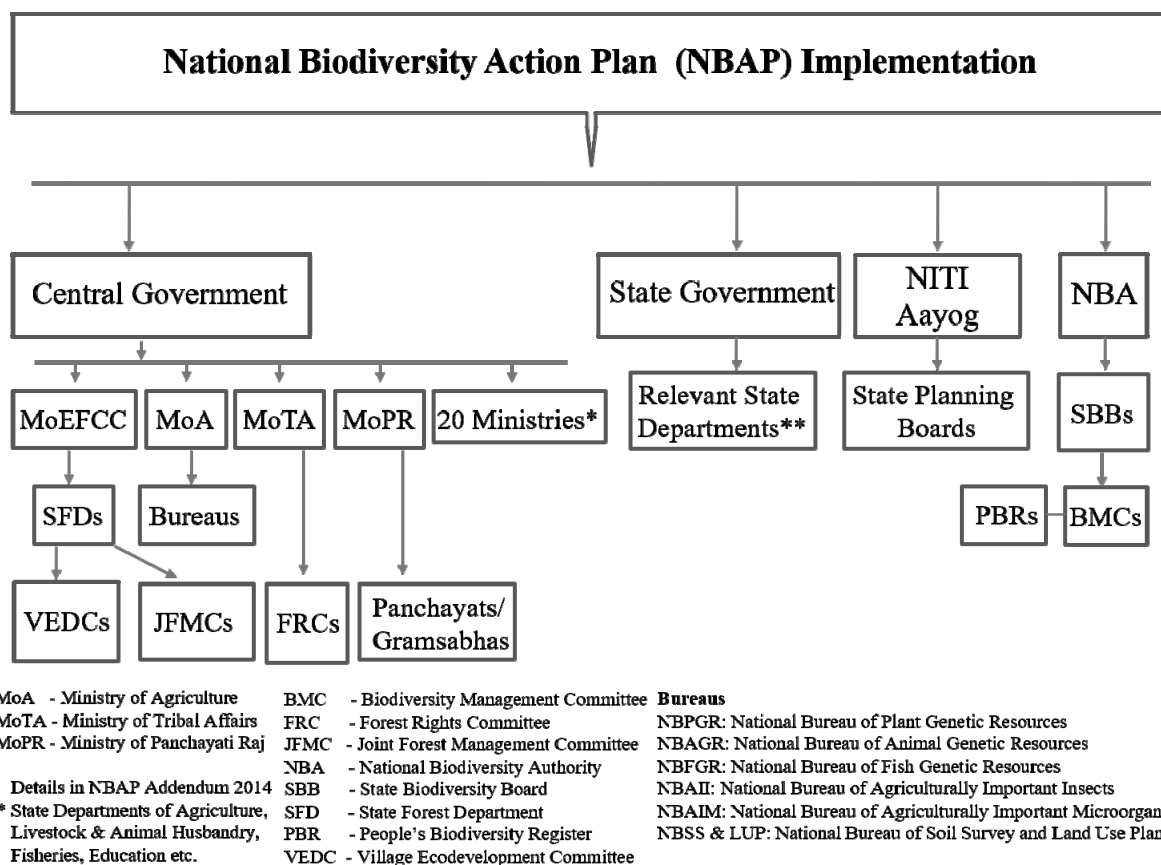 National Biodiversity Action Plan (NBAP) Implementation
Central Government
State Government
NITI
Aayog
NBA
MoEFCC
MoA
MoTA
MoPR
20 Ministries*
Relevant State
Departments**
State Planning
Boards
SBBs
SFDs
Bureaus
PBRs
BMCs
VEDCs
JFMCs
FRCs
Panchayats/
Gramsabhas
MoA - Ministry of Agriculture
MoTA - Ministry of Tribal Affairs
MoPR - Ministry of Panchayati Raj
Details in NBAP Addendum 2014
* State Departments of Agriculture,
Livestock & Animal Husbandry,
Fisheries, Education etc.
BMC - Biodiversity Management Committee
FRC - Forest Rights Committee
JFMC - Joint Forest Management Committee
NBA - National Biodiversity Authority
SBB - State Biodiversity Board
SFD - State Forest Department
PBR - People's Biodiversity Register
VEDC - Village Ecodevelopment Committee
Bureaus
NBPGR: National Bureau of Plant Genetic Resources
NBAGR: National Bureau of Animal Genetic Resources
NBFGR: National Bureau of Fish Genetic Resources
NBAII: National Bureau of Agriculturally Important Insects
NBAIM: National Bureau of Agriculturally Important Microorgan
NBSS & LUP: National Bureau of Soil Survey and Land Use Plan